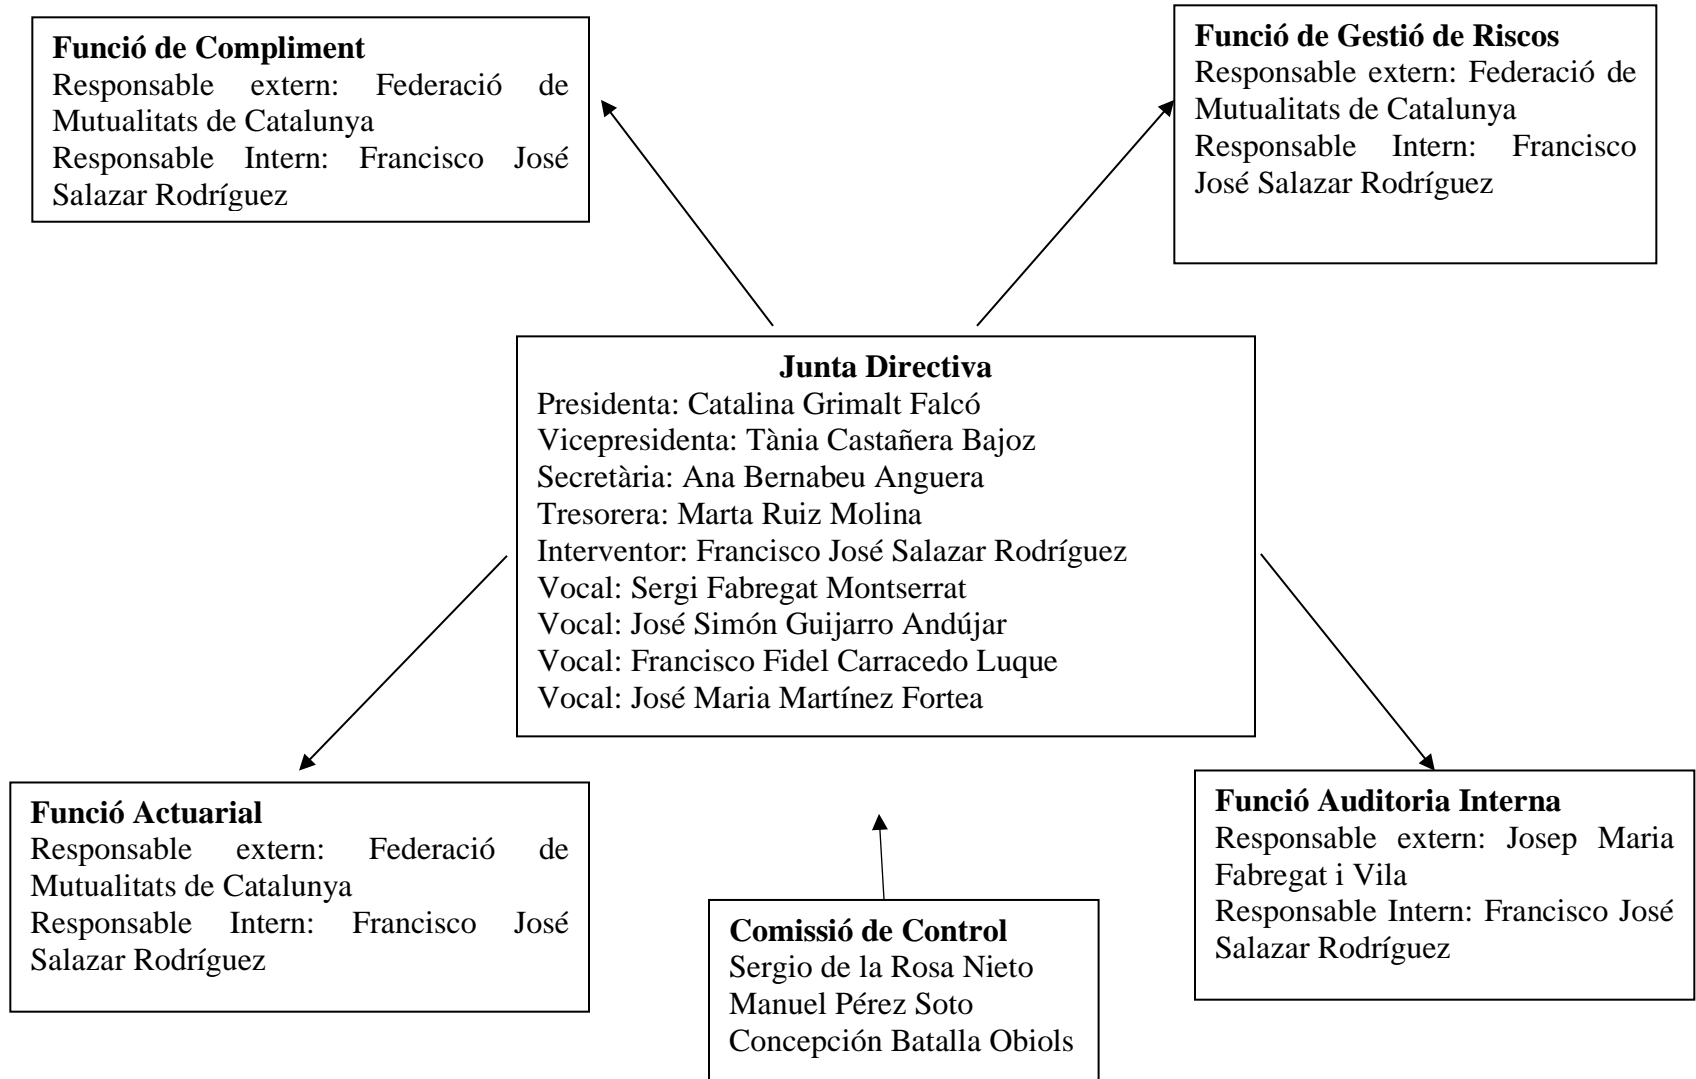 Funció de Compliment
Responsable extern: Federació de
Mutualitats de Catalunya
Responsable Intern: Francisco José
Salazar Rodríguez
Funció de Gestió de Riscos
Responsable extern: Federació de
Mutualitats de Catalunya
Responsable Intern: Francisco
José Salazar Rodríguez
Junta Directiva
Presidenta: Catalina Grimalt Falcó
Vicepresidenta: Tània Castañera Bajoz
Secretària: Ana Bernabeu Anguera
Tresorera: Marta Ruiz Molina
Interventor: Francisco José Salazar Rodríguez
Vocal: Sergi Fabregat Montserrat
Vocal: José Simón Guijarro Andújar
Vocal: Francisco Fidel Carracedo Luque
Vocal: José Maria Martínez Fortea
Funció Actuarial
Responsable extern: Federació de
Mutualitats de Catalunya
Responsable Intern: Francisco José
Salazar Rodríguez
Comissió de Control
Sergio de la Rosa Nieto
Manuel Pérez Soto
Concepción Batalla Obiols
Funció Auditoria Interna
Responsable extern: Josep Maria
Fabregat i Vila
Responsable Intern: Francisco José
Salazar Rodríguez